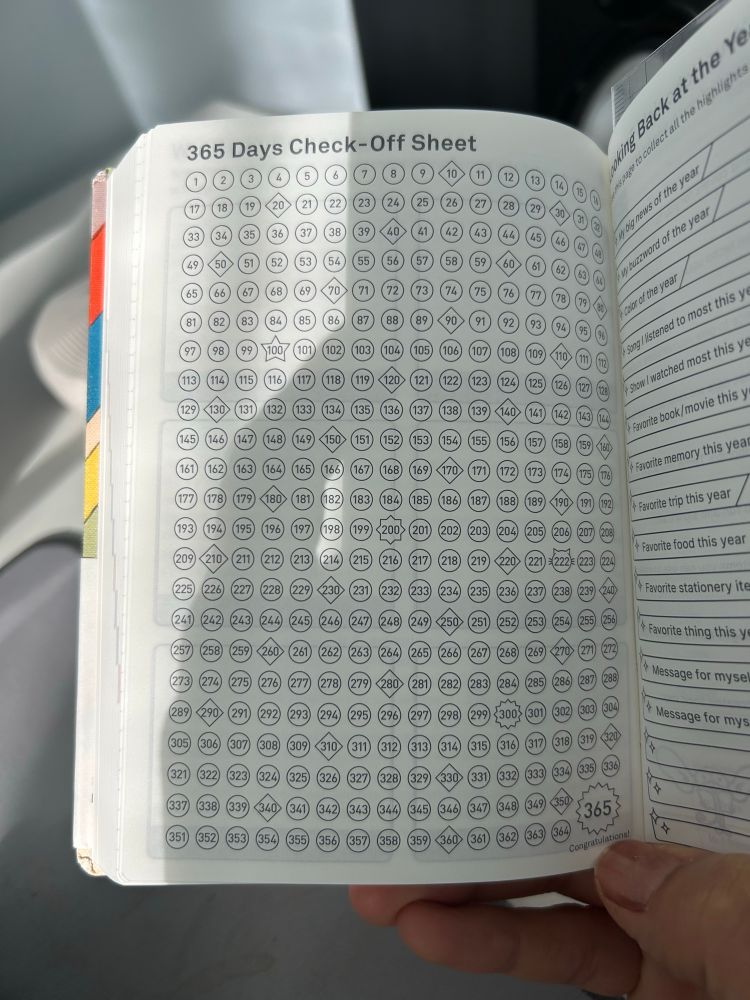 365 Days Check-Off Sheet
1 2 3 4 5 6 7 8 9 10 11 12 13 14 15 16
17 18 19 20 21 22 23 24 25 26 27 28 29 30 31 32
33 34 35 36 37 38 39 40 41 42 43 44 45 46 47 48
49 50 51 52 53 54 55 56 57 58 59 60 61 62 63 64
65 66 67 68 69 70 71 72 73 74 75 76 77 78 79 80
81 82 83 84 85 86 87 88 89 90 91 92 93 94 95 96
97 98 99 100 101 102 103 104 105 106 107 108 109 110 111 112
113 114 115 116 117 118 119 120 121 122 123 124 125 126 127 128
129 130 131 132 133 134 135 136 137 138 139 140 141 142 143 144
145 146 147 148 149 150 151 152 153 154 155 156 157 158 159 160
161 162 163 164 165 166 167 168 169 170 171 172 173 174 175 176
177 178 179 180 181 182 183 184 185 186 187 188 189 190 191 192
193 194 195 196 197 198 199 200 201 202 203 204 205 206 207 208
209 210 211 212 213 214 215 216 217 218 219 220 221 222 223 224
225 226 227 228 229 230 231 232 233 234 235 236 237 238 239 240
241 242 243 244 245 246 247 248 249 250 251 252 253 254 255 256
257 258 259 260 261 262 263 264 265 266 267 268 269 270 271 272
273 274 275 276 277 278 279 280 281 282 283 284 285 286 287 288
289 290 291 292 293 294 295 296 297 298 299 300 301 302 303 304
305 306 307 308 309 310 311 312 313 314 315 316 317 318 319 320
321 322 323 324 325 326 327 328 329 330 331 332 333 334 335 336
337 338 339 340 341 342 343 344 345 346 347 348 349 350 365
351 352 353 354 355 356 357 358 359 360 361 362 363 364
Congratulations!
Back at the
page to collect all the highlights
My big news of the year
My buzzword of the year
Color of the year
Song I listened to most this
Show I watched most this
Favorite book/movie this
Favorite memory this year
Favorite trip this year
Favorite food this year
Favorite stationery
Favorite thing this
Message for
Message for